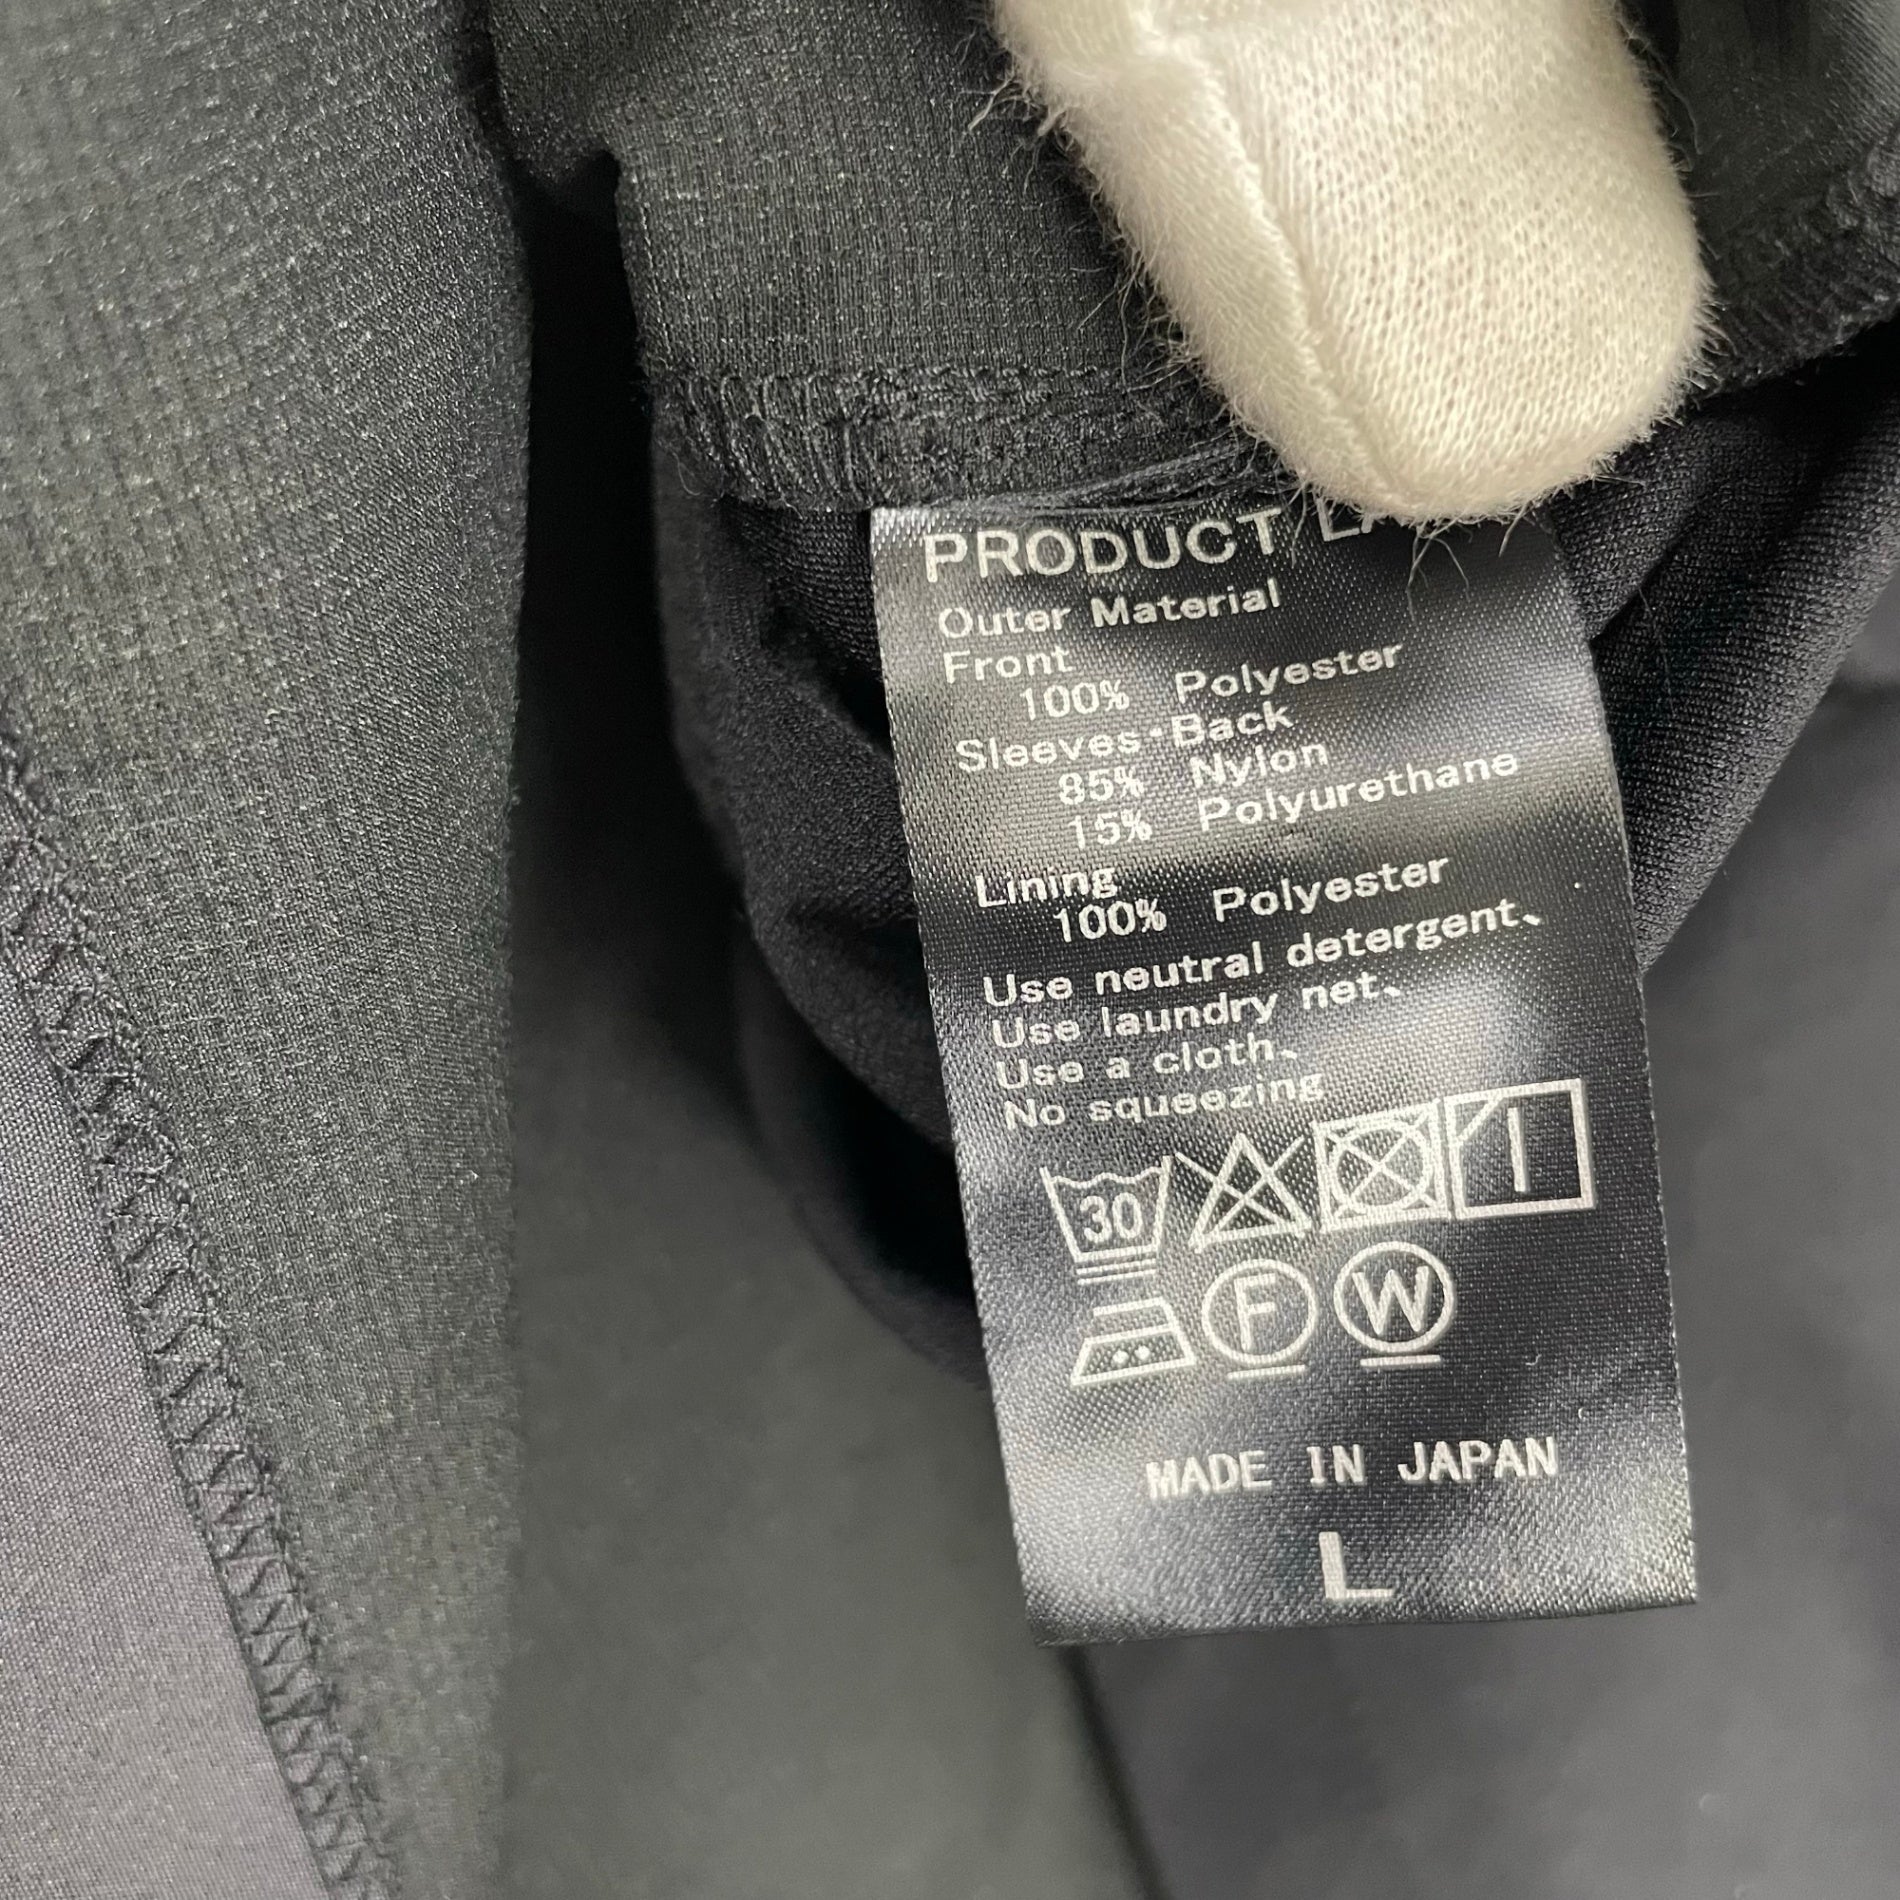 PRODUCT
Outer Material
Front
100% Polyester
Sleeves・Back
85% Nylon
15% Polyurethane
Lining
100% Polyester
Use neutral detergent、
Use laundry net、
Use a cloth、
No squeezing
30
F W
MADE IN JAPAN
L